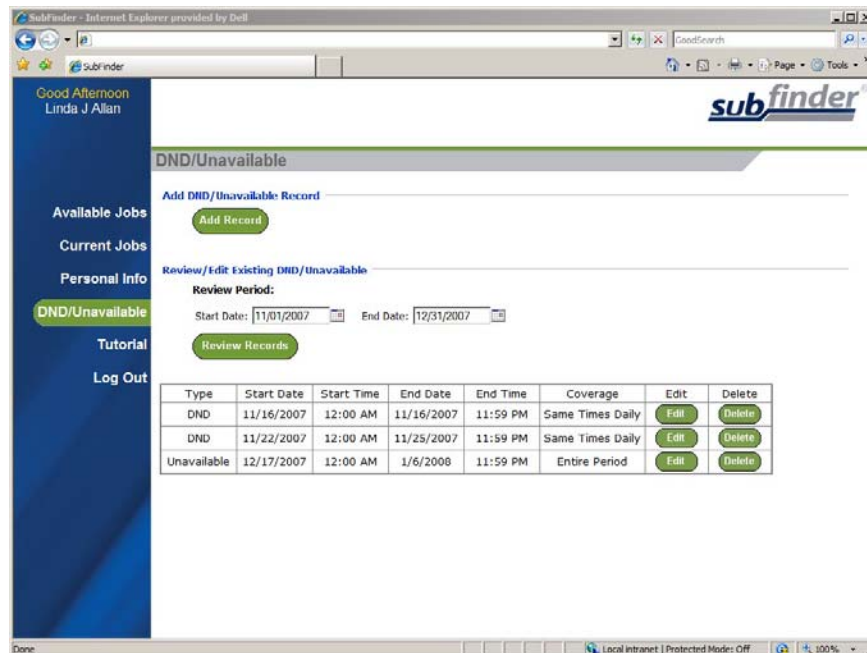 SubFinder - Internet Explorer provided by Dell
GoodSearch
SubFinder
Page
Tools
Good Afternoon
Linda J Allan
subfinder
DND/Unavailable
Add DND/Unavailable Record
Add Record
Available Jobs
Current Jobs
Personal Info
DND/Unavailable
Tutorial
Log Out
Review/Edit Existing DND/Unavailable
Review Period:
Start Date: 11/01/2007 End Date: 12/31/2007
Review Records
Type Start Date Start Time End Date End Time Coverage Edit Delete
DND 11/16/2007 12:00 AM 11/16/2007 11:59 PM Same Times Daily Edit Delete
DND 11/22/2007 12:00 AM 11/25/2007 11:59 PM Same Times Daily Edit Delete
Unavailable 12/17/2007 12:00 AM 1/6/2008 11:59 PM Entire Period Edit Delete
Done Local intranet | Protected Mode: Off 100%